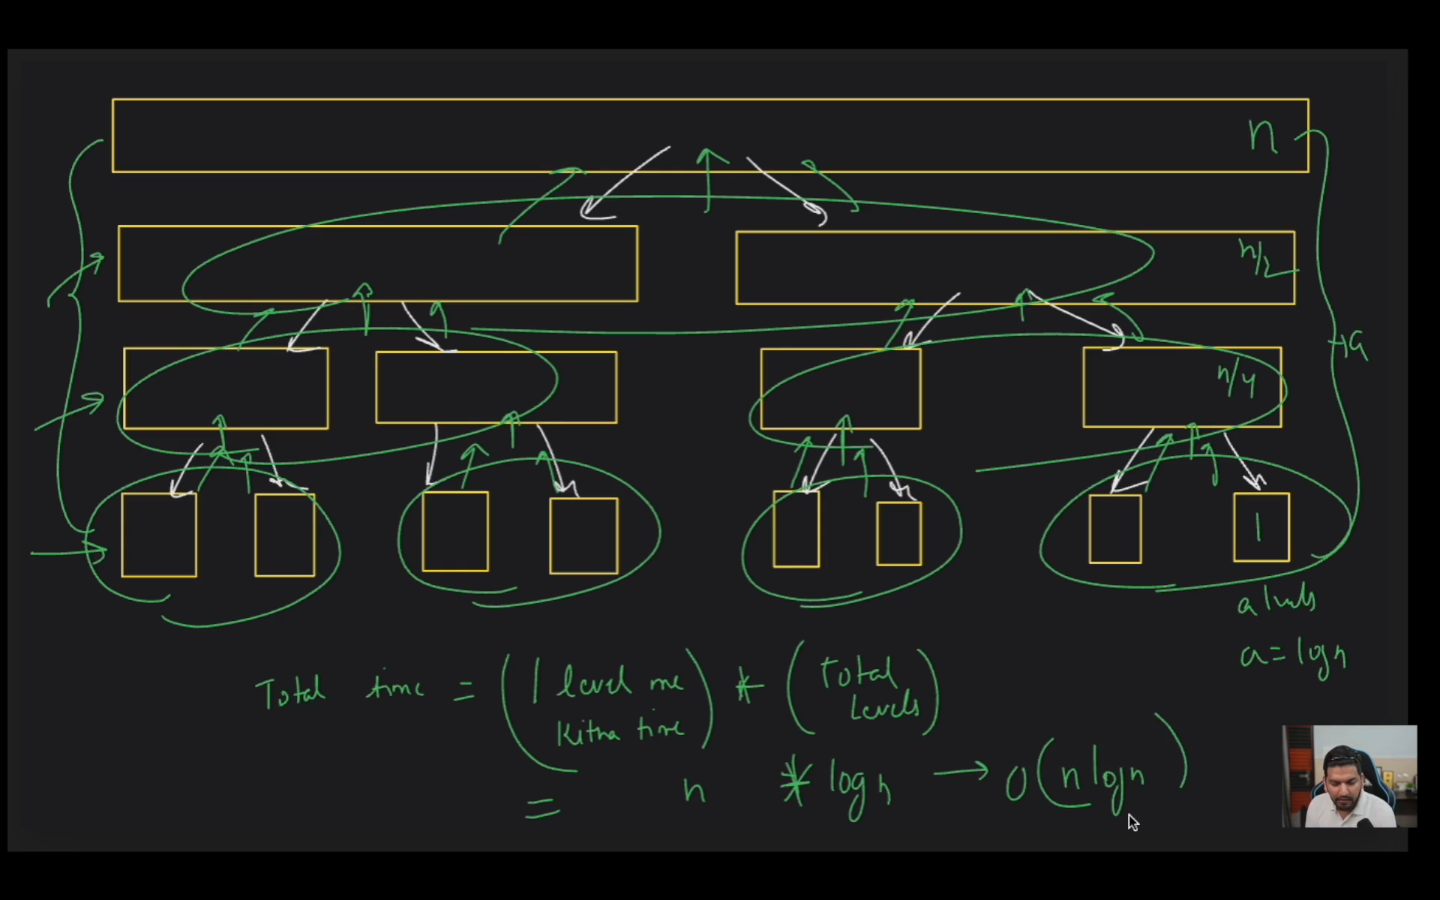 n
n/2
n/4
a
1
a levels
a = log n
Total time = (1 level me kitna time) * (Total Levels)
= n * log n → O(n log n)